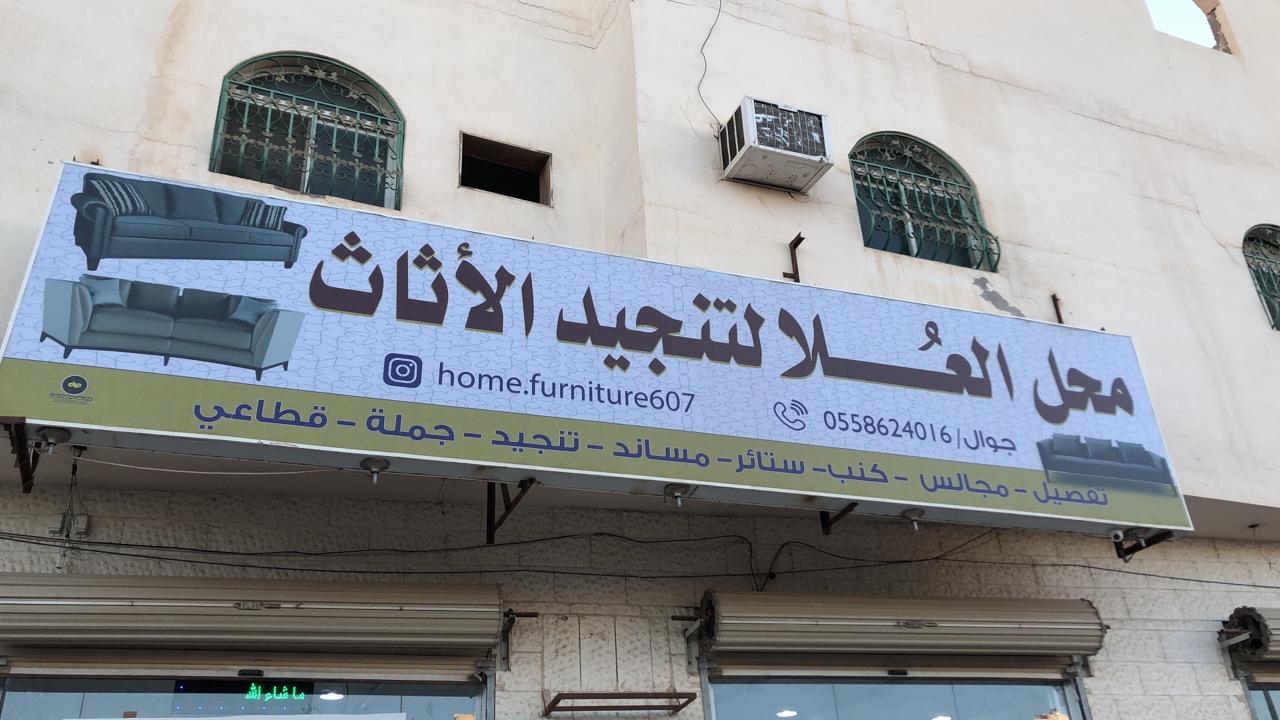 محل العُـلا لتنجيد الأثاث
home.furniture607
جوال/ 0558624016
تفصيل - مجالس - كنب- ستائر- مساند - تنجيد - جملة - قطاعي
ما شاء الله